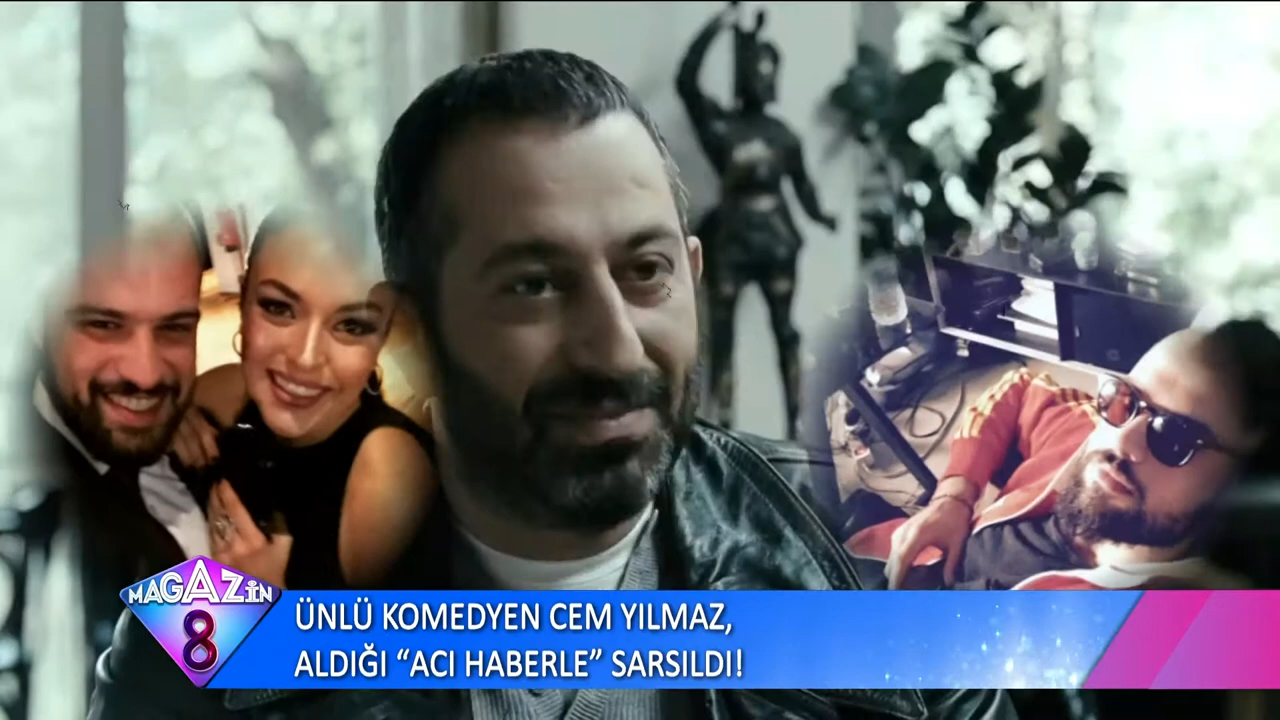 MAGAZİN
8
ÜNLÜ KOMEDYEN CEM YILMAZ,
ALDIĞI “ACI HABERLE” SARSILDI!